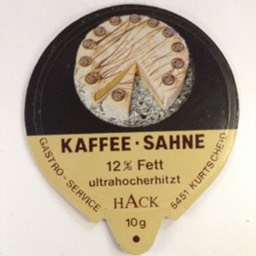 KAFFEE · SAHNE
12% Fett
ultrahocherhitzt
HACK
10g
GASTRO-SERVICE
5451 KURTSCHEID